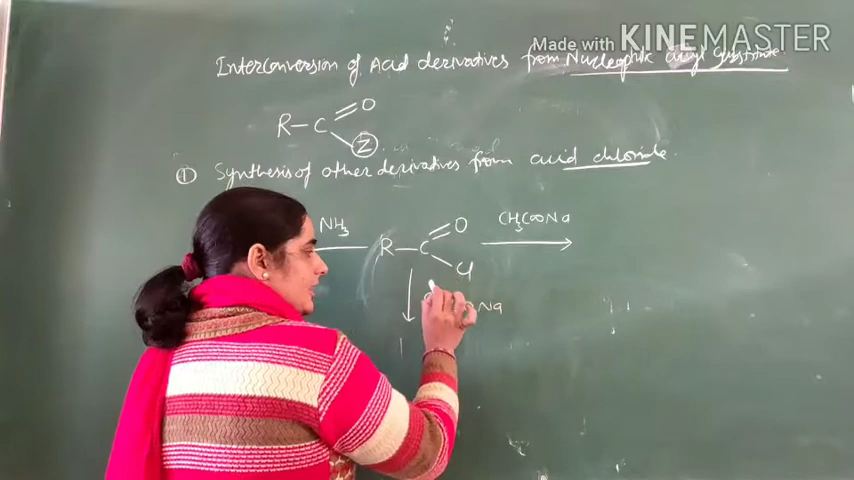 Made with KINEMASTER
Interconversion of Acid derivatives from Nucleophilic acyl
R-C=O
Z
① Synthesis of other derivatives from acid chloride.
NH3
R-C=O
Cl
CH3COONa
Na